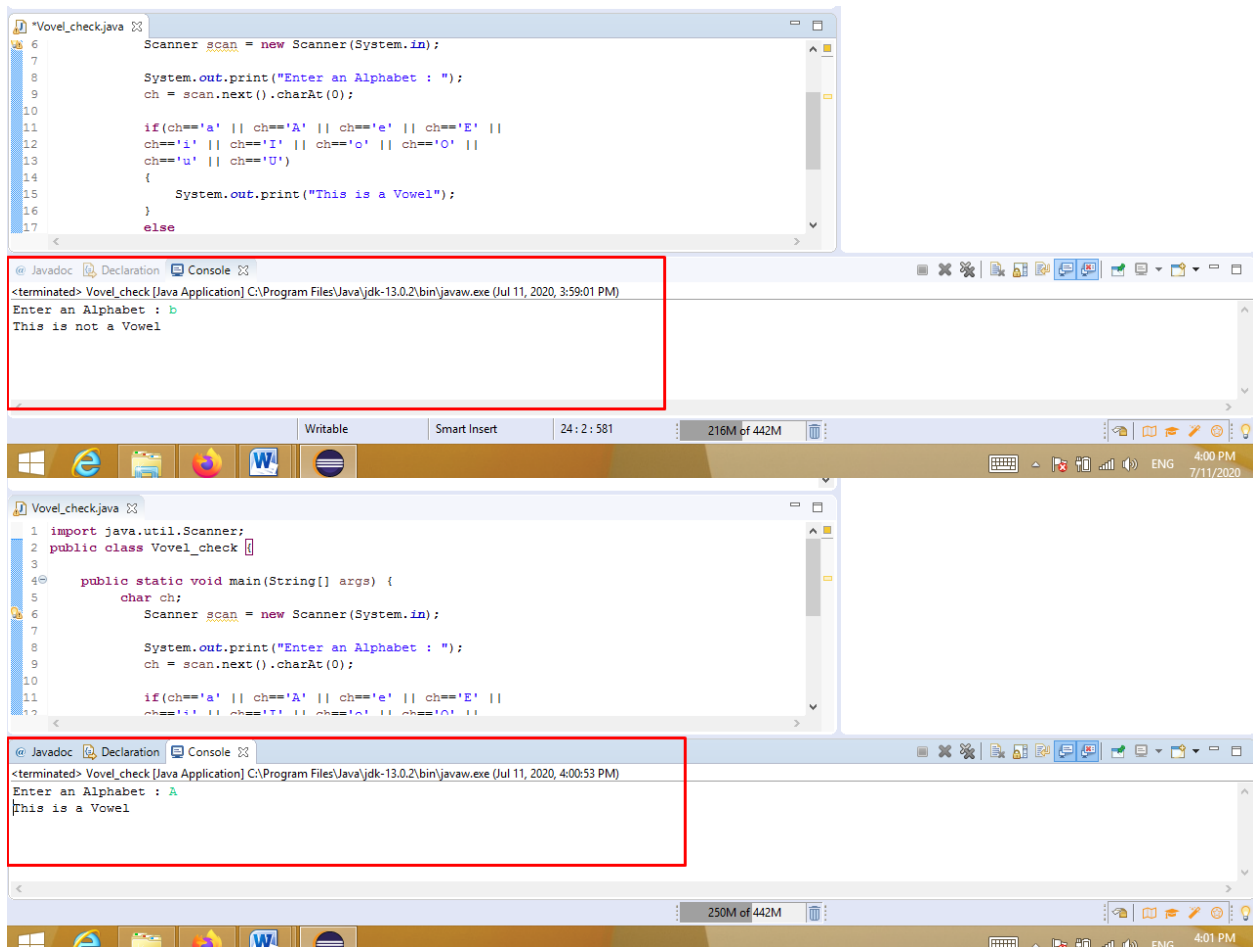 *Vovel_check.java
6 Scanner scan = new Scanner(System.in);
7
8 System.out.print("Enter an Alphabet : ");
9 ch = scan.next().charAt(0);
10
11 if(ch=='a' || ch=='A' || ch=='e' || ch=='E' ||
12 ch=='i' || ch=='I' || ch=='o' || ch=='O' ||
13 ch=='u' || ch=='U')
14 {
15 System.out.print("This is a Vowel");
16 }
17 else
@ Javadoc Declaration Console
<terminated> Vovel_check [Java Application] C:\Program Files\Java\jdk-13.0.2\bin\javaw.exe (Jul 11, 2020, 3:59:01 PM)
Enter an Alphabet : b
This is not a Vowel
Writable Smart Insert 24 : 2 : 581 216M of 442M
ENG 4:00 PM
7/11/2020
Vovel_check.java
1 import java.util.Scanner;
2 public class Vovel_check {
3
4 public static void main(String[] args) {
5 char ch;
6 Scanner scan = new Scanner(System.in);
7
8 System.out.print("Enter an Alphabet : ");
9 ch = scan.next().charAt(0);
10
11 if(ch=='a' || ch=='A' || ch=='e' || ch=='E' ||
12 ch=='i' || ch=='I' || ch=='o' || ch=='O' ||
@ Javadoc Declaration Console
<terminated> Vovel_check [Java Application] C:\Program Files\Java\jdk-13.0.2\bin\javaw.exe (Jul 11, 2020, 4:00:53 PM)
Enter an Alphabet : A
This is a Vowel
250M of 442M
ENG 4:01 PM